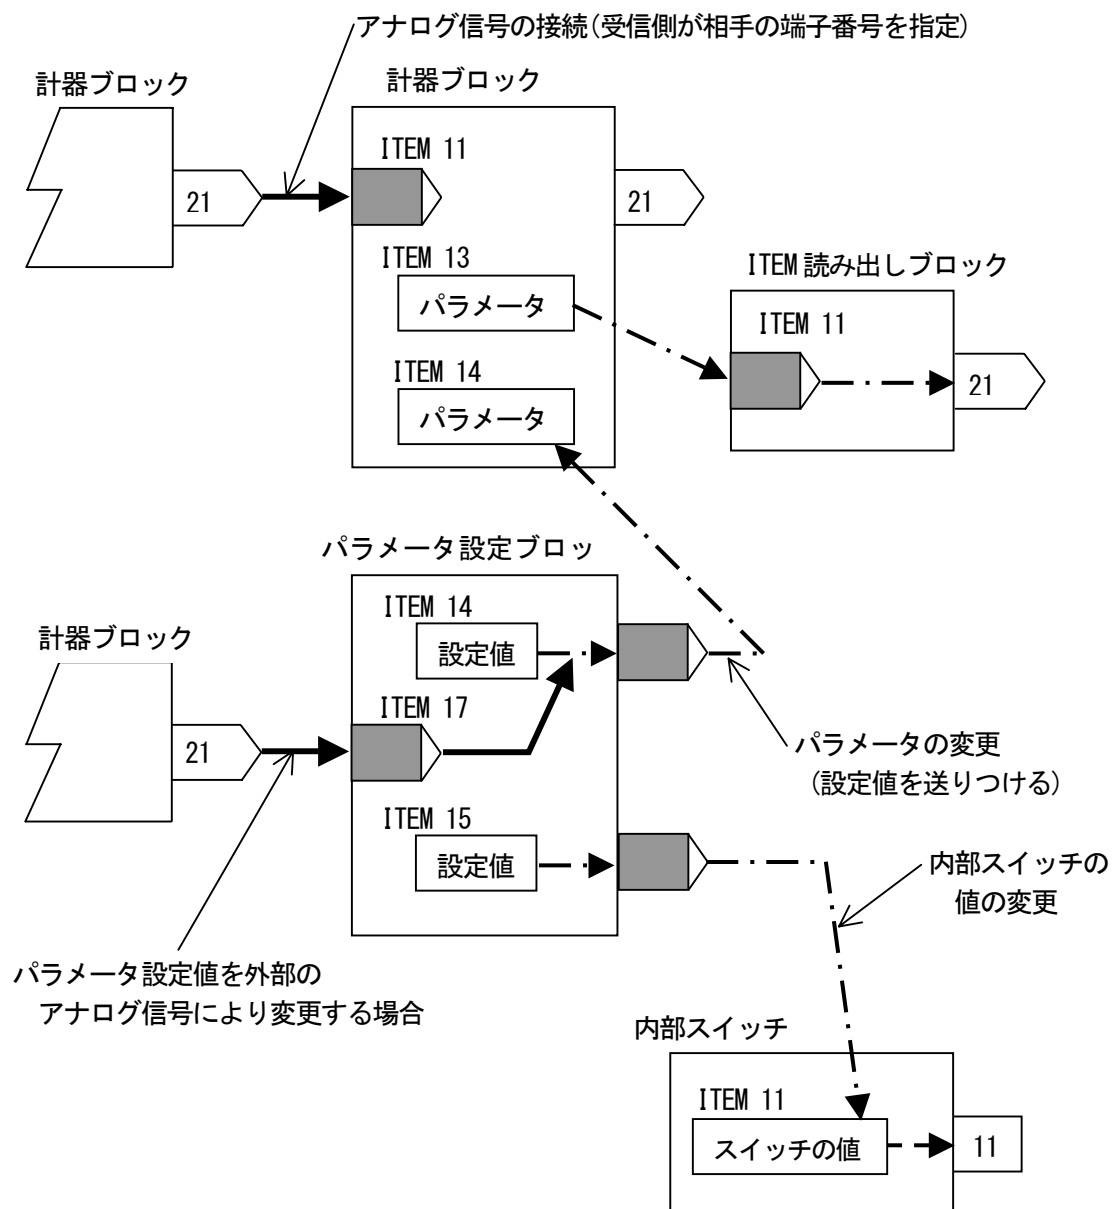 アナログ信号の接続(受信側が相手の端子番号を指定)
計器ブロック
計器ブロック
ITEM 11
21
21
ITEM 13
パラメータ
ITEM 読み出しブロック
ITEM 11
21
ITEM 14
パラメータ
パラメータ設定ブロッ
計器ブロック
ITEM 14
設定値
ITEM 17
21
パラメータの変更
(設定値を送りつける)
ITEM 15
設定値
内部スイッチの
値の変更
パラメータ設定値を外部の
アナログ信号により変更する場合
内部スイッチ
ITEM 11
スイッチの値
11